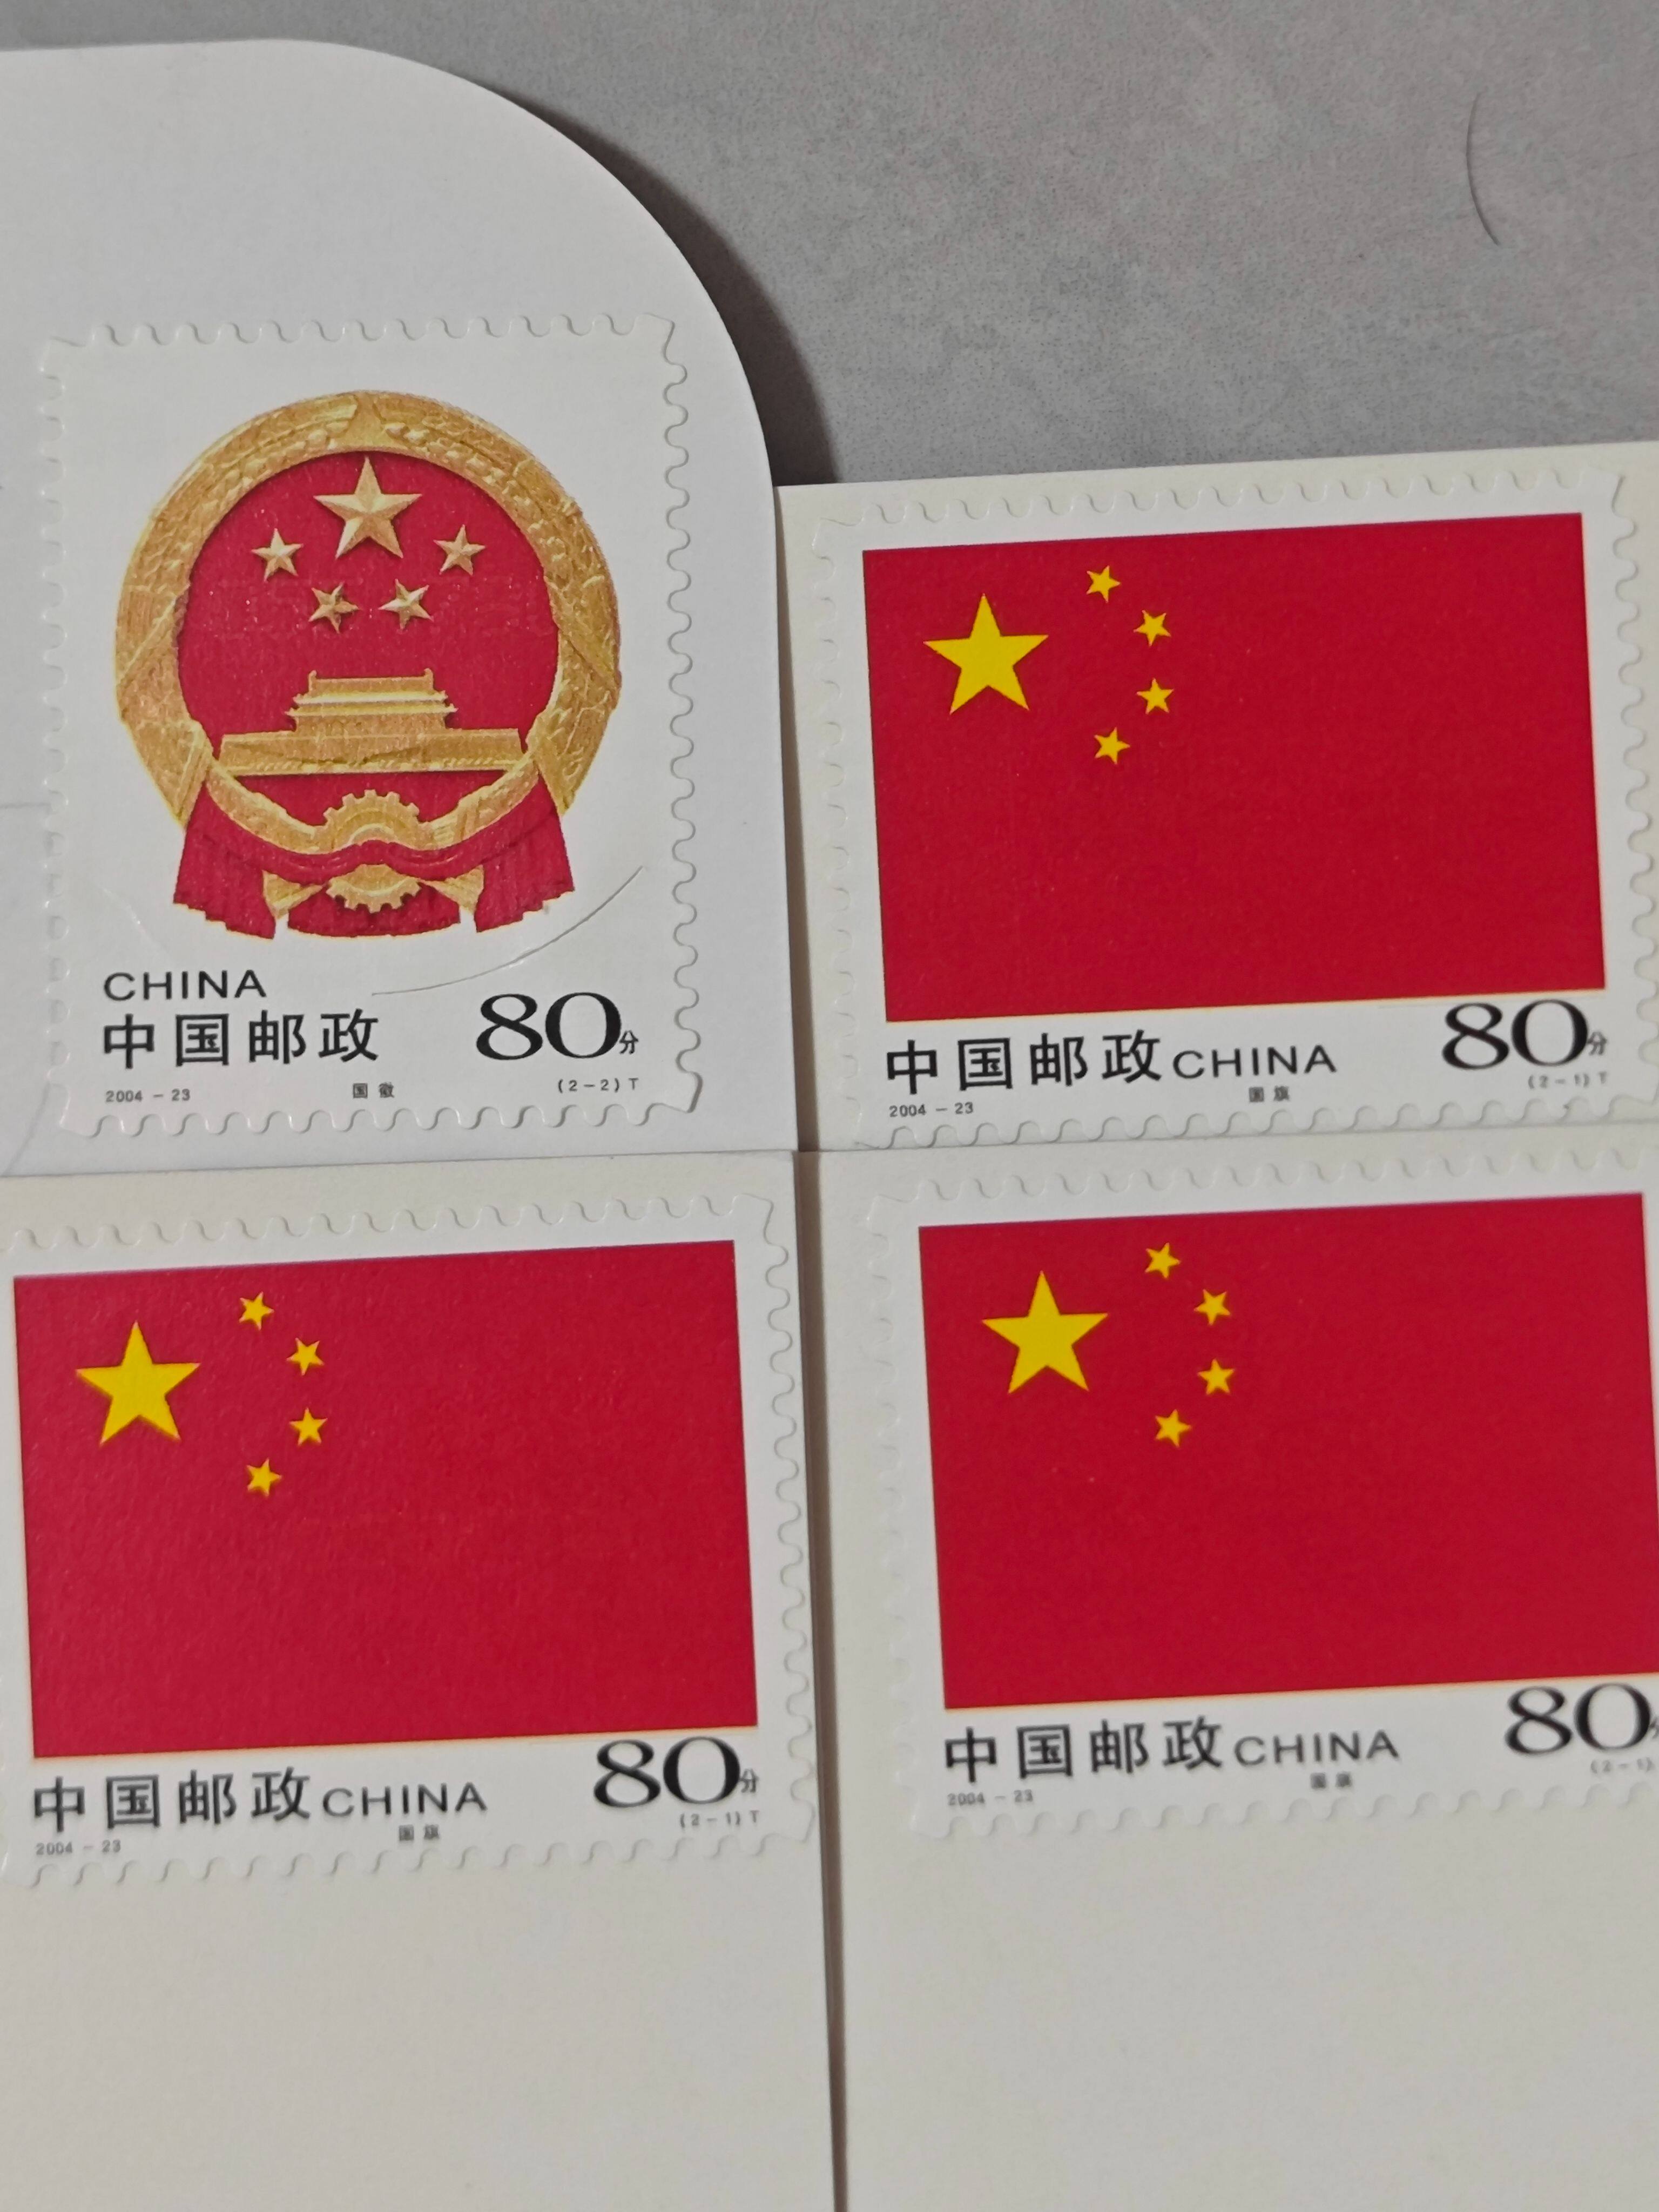 CHINA
中国邮政 80分
2004-23 国徽 (2-2)T
中国邮政CHINA 80分
2004-23 国旗 (2-1)T
中国邮政CHINA 80分
2004-23 国旗 (2-1)T
中国邮政CHINA 80
2004-23 国旗 (2-1)